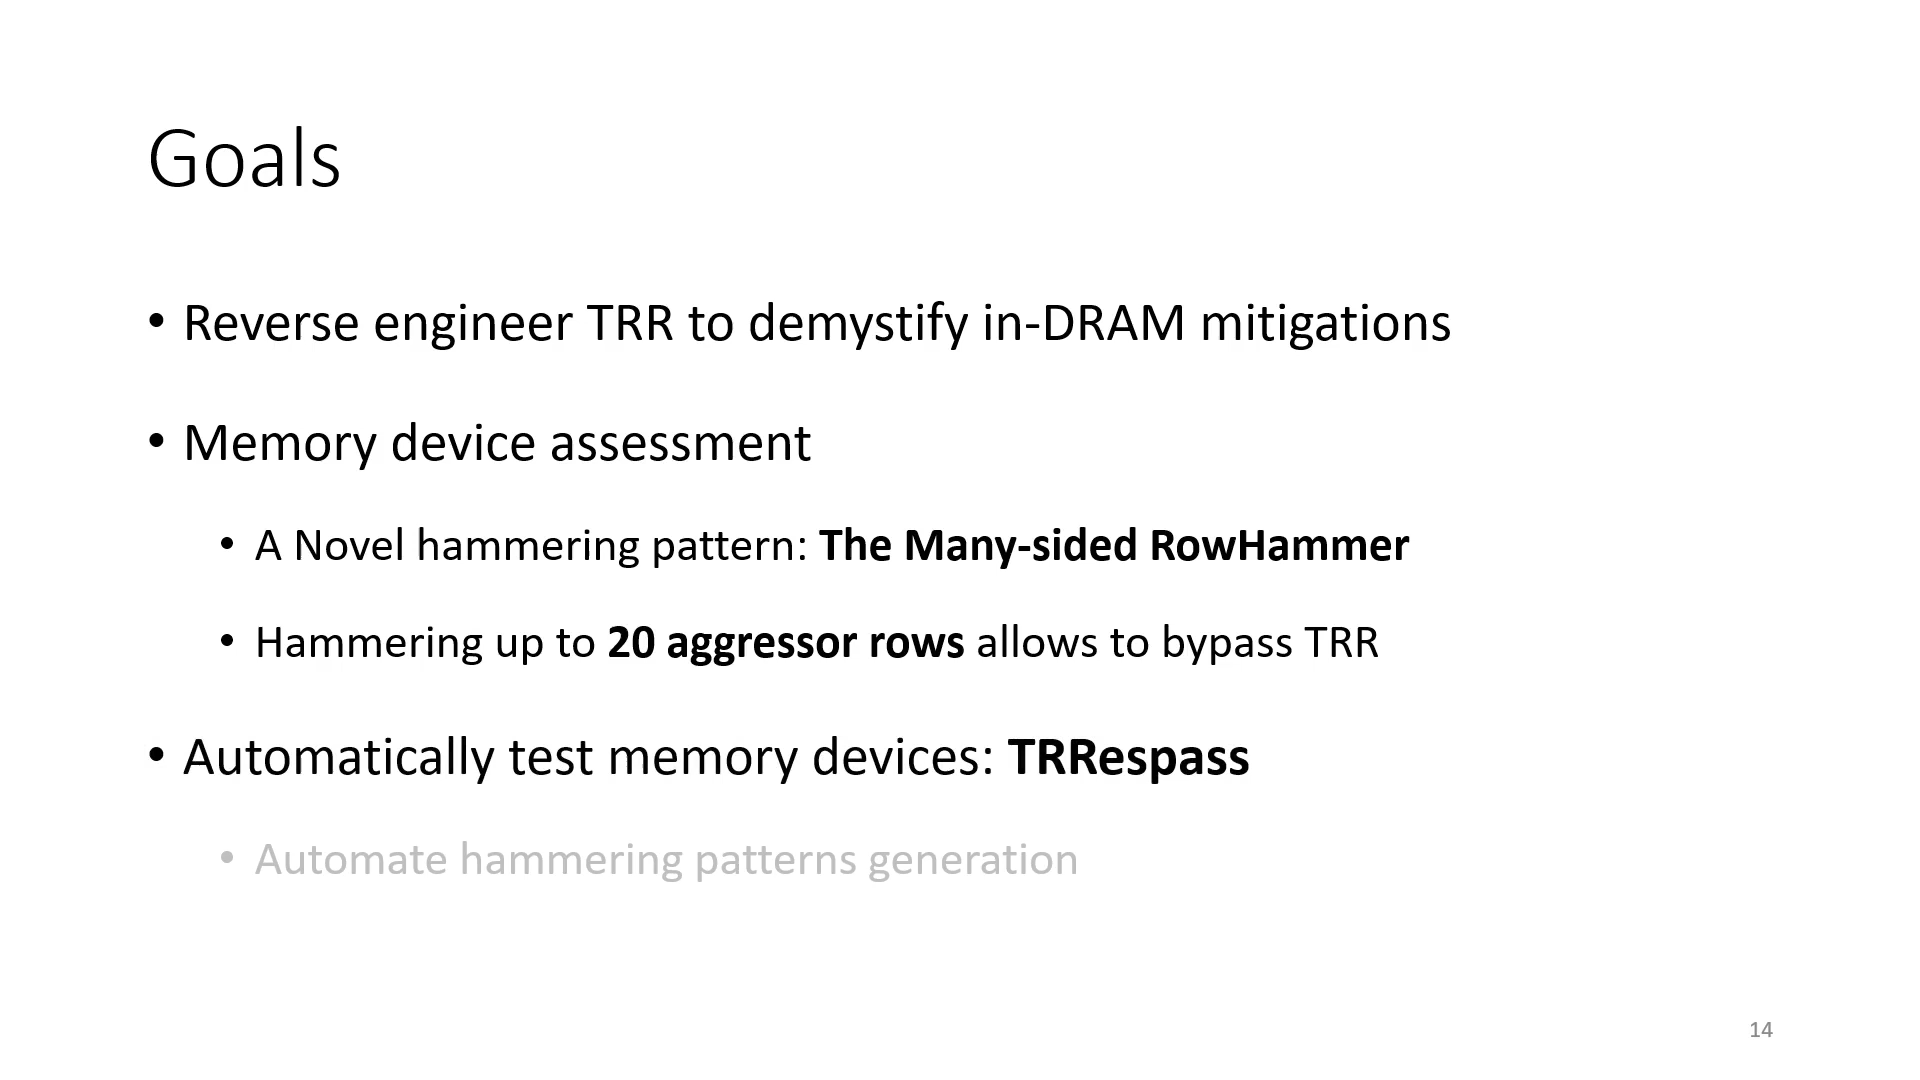 Goals
• Reverse engineer TRR to demystify in-DRAM mitigations
• Memory device assessment
• A Novel hammering pattern: The Many-sided RowHammer
• Hammering up to 20 aggressor rows allows to bypass TRR
• Automatically test memory devices: TRRespass
• Automate hammering patterns generation
14